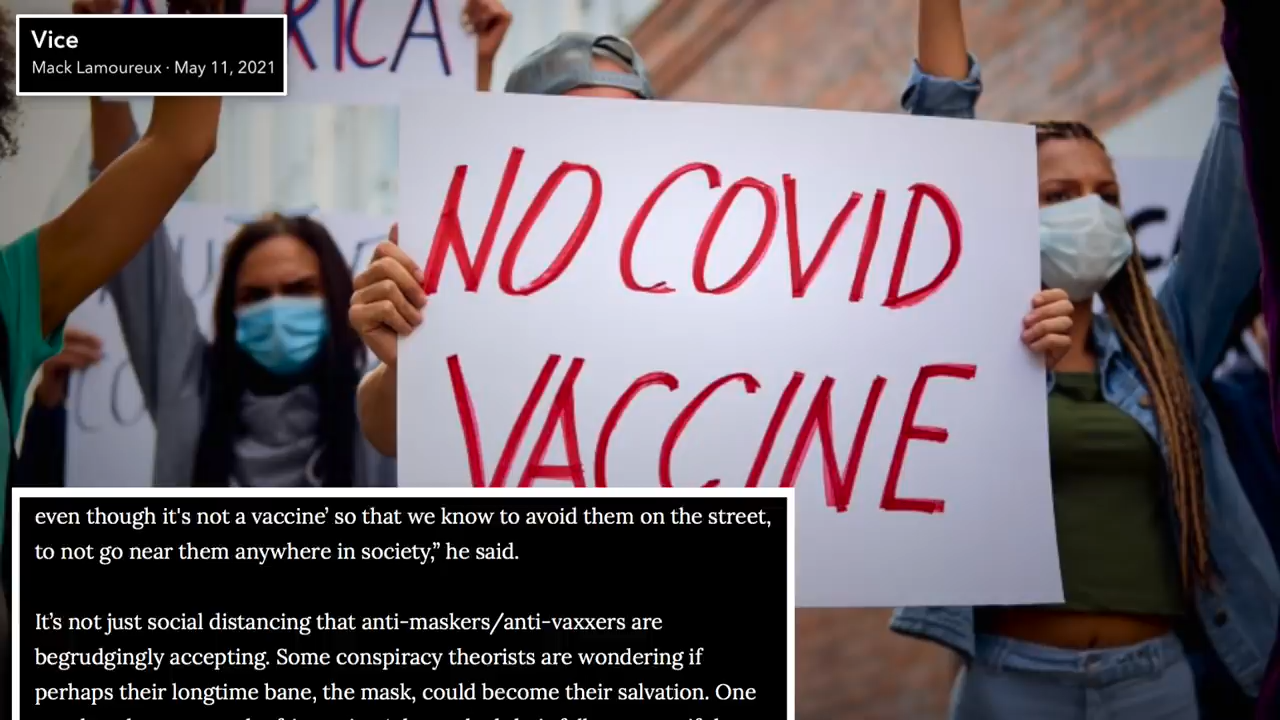 Vice
Mack Lamoureux · May 11, 2021
RICA
NO COVID
VACCINE
even though it's not a vaccine’ so that we know to avoid them on the street,
to not go near them anywhere in society,” he said.
It’s not just social distancing that anti-maskers/anti-vaxxers are
begrudgingly accepting. Some conspiracy theorists are wondering if
perhaps their longtime bane, the mask, could become their salvation. One